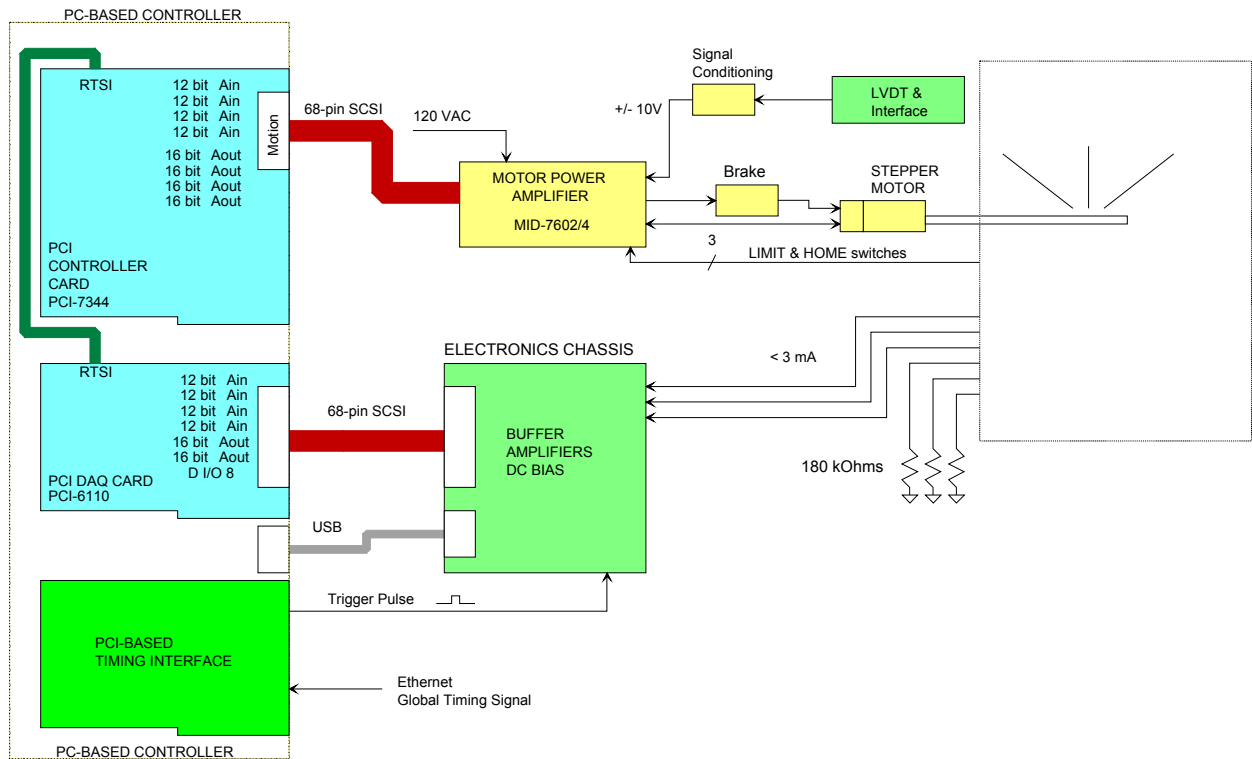 PC-BASED CONTROLLER
RTSI
12 bit Ain
12 bit Ain
12 bit Ain
12 bit Ain
16 bit Aout
16 bit Aout
16 bit Aout
16 bit Aout
Motion
PCI
CONTROLLER
CARD
PCI-7344
68-pin SCSI
120 VAC
MOTOR POWER
AMPLIFIER
MID-7602/4
Signal
Conditioning
+/- 10V
LVDT &
Interface
Brake
STEPPER
MOTOR
3
LIMIT & HOME switches
RTSI
12 bit Ain
12 bit Ain
12 bit Ain
12 bit Ain
16 bit Aout
16 bit Aout
D I/O 8
PCI DAQ CARD
PCI-6110
68-pin SCSI
ELECTRONICS CHASSIS
BUFFER
AMPLIFIERS
DC BIAS
< 3 mA
180 kOhms
USB
Trigger Pulse
PCI-BASED
TIMING INTERFACE
Ethernet
Global Timing Signal
PC-BASED CONTROLLER